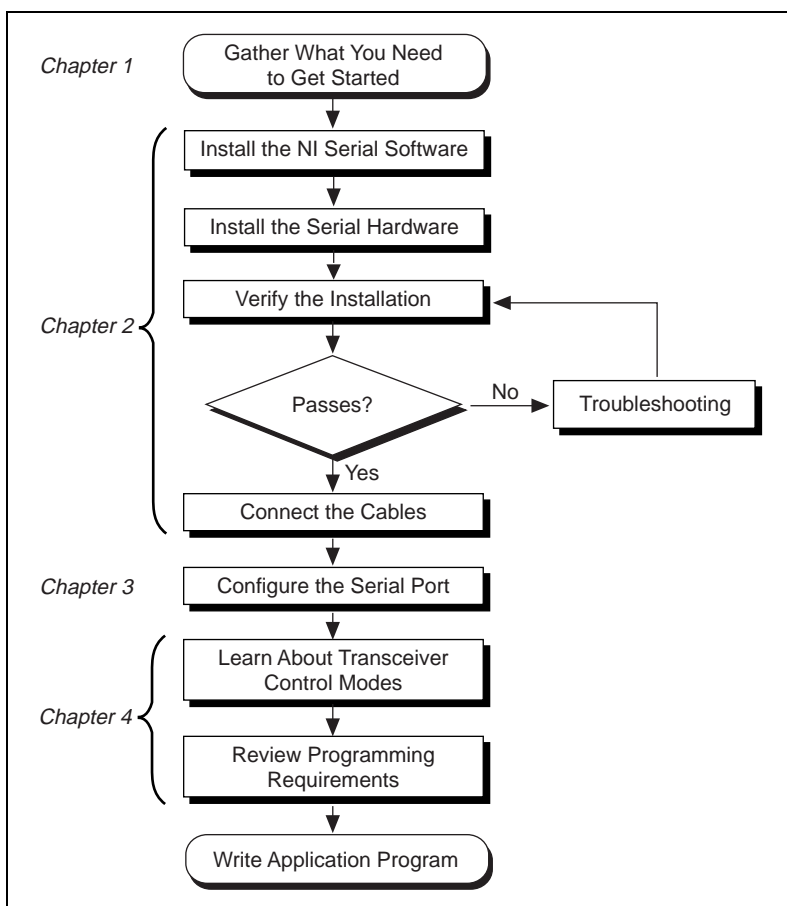 Chapter 1
Gather What You Need
to Get Started
Install the NI Serial Software
Install the Serial Hardware
Verify the Installation
Chapter 2
Passes?
No
Troubleshooting
Yes
Connect the Cables
Chapter 3
Configure the Serial Port
Learn About Transceiver
Control Modes
Chapter 4
Review Programming
Requirements
Write Application Program